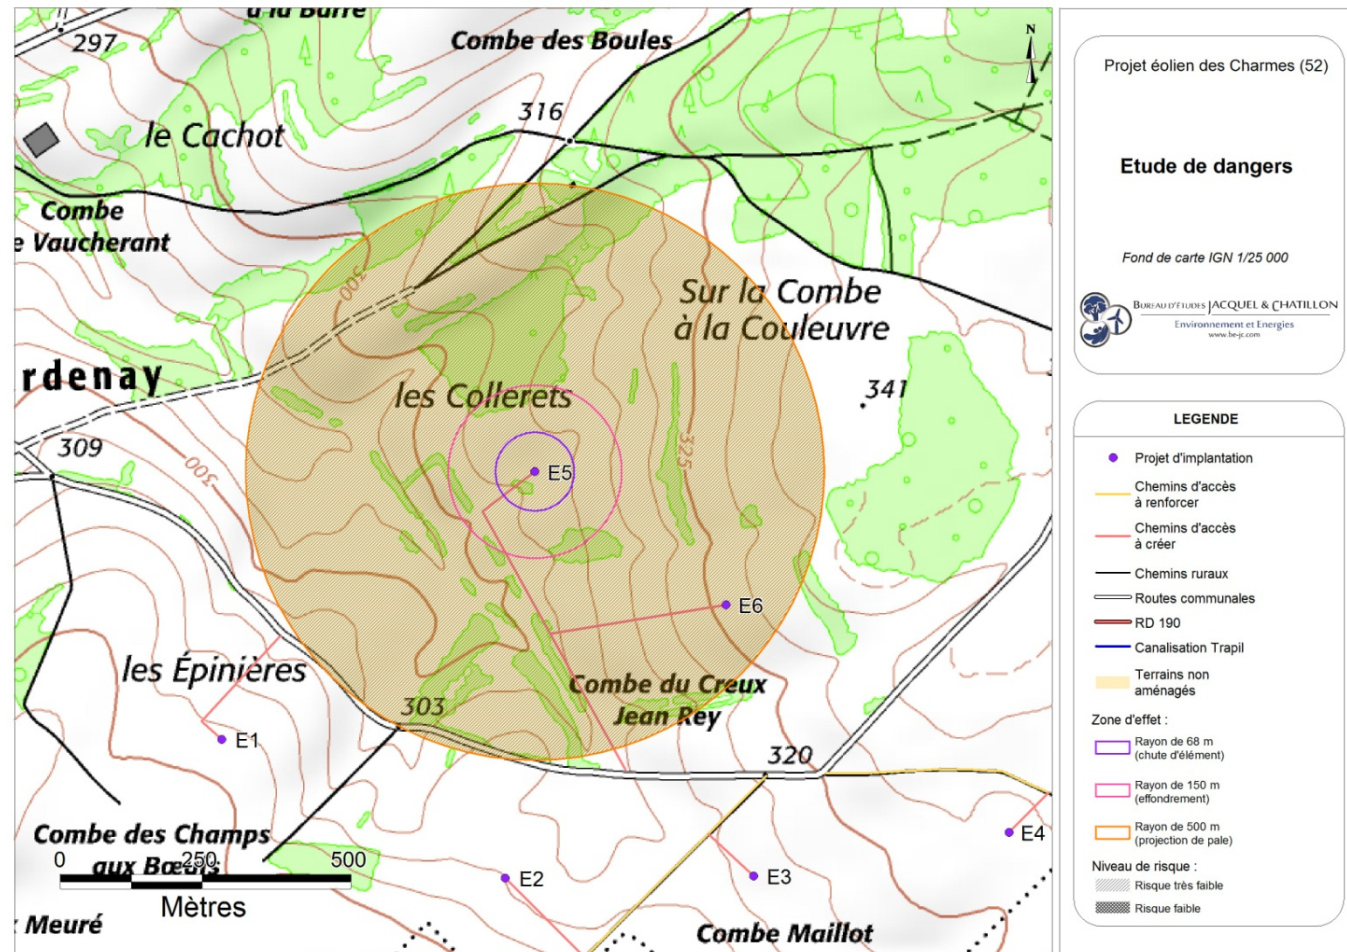 à la Barre
297
Combe des Boules
N
316
le Cachot
Combe
e Vaucherant
300
Sur la Combe
à la Couleuvre
rdenay
les Collerets
341
309
300
325
E5
E6
les Épinières
303
Combe du Creux
Jean Rey
E1
320
Combe des Champs
aux Bœufs
0 250 500
Mètres
E4
E2
E3
Meuré
Combe Maillot
Projet éolien des Charmes (52)
Etude de dangers
Fond de carte IGN 1/25 000
BUREAU D'ETUDES JACQUEL & CHATILLON
Environnement et Energies
www.be-jc.com
LEGENDE
Projet d'implantation
Chemins d'accès
à renforcer
Chemins d'accès
à créer
Chemins ruraux
Routes communales
RD 190
Canalisation Trapil
Terrains non
aménagés
Zone d'effet :
Rayon de 68 m
(chute d'élément)
Rayon de 150 m
(effondrement)
Rayon de 500 m
(projection de pale)
Niveau de risque :
Risque très faible
Risque faible